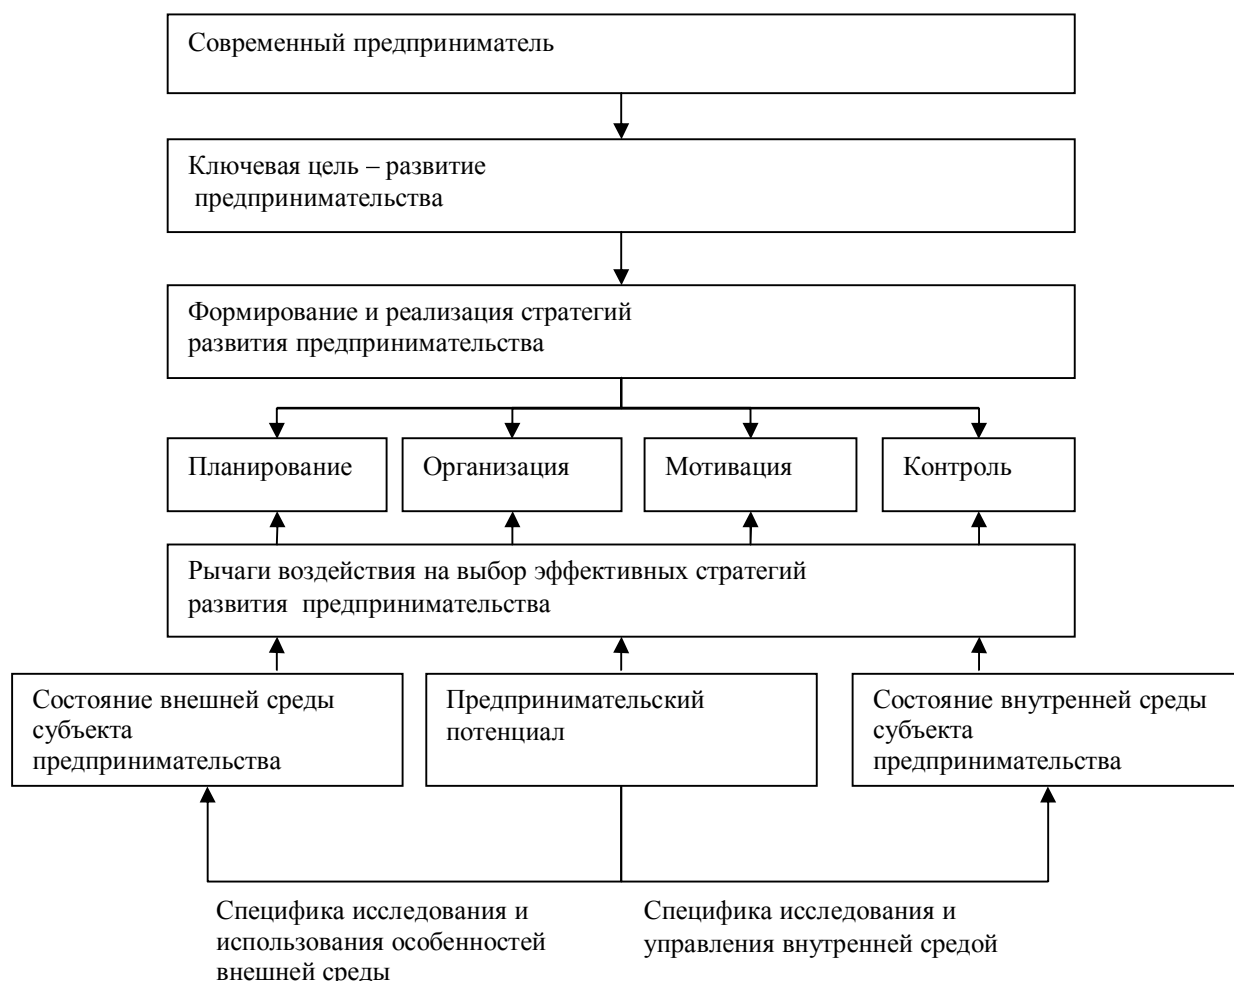 Современный предприниматель
Ключевая цель – развитие
предпринимательства
Формирование и реализация стратегий
развития предпринимательства
Планирование
Организация
Мотивация
Контроль
Рычаги воздействия на выбор эффективных стратегий
развития предпринимательства
Состояние внешней среды
субъекта
предпринимательства
Предпринимательский
потенциал
Состояние внутренней среды
субъекта
предпринимательства
Специфика исследования и
использования особенностей
внешней среды
Специфика исследования и
управления внутренней средой